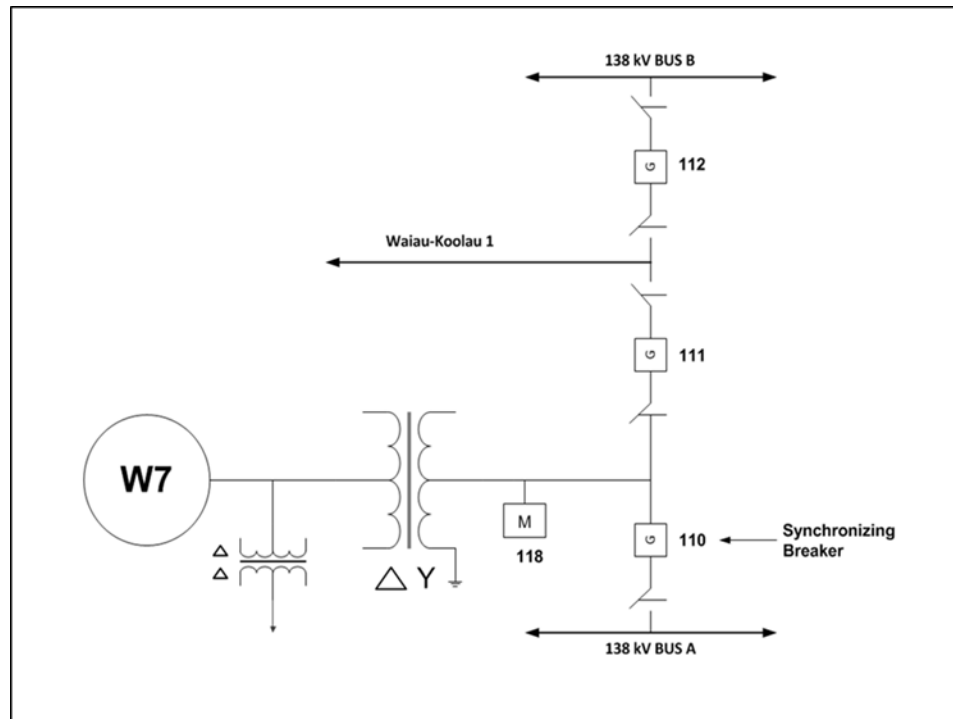 138 kV BUS B
G
112
Waiau-Koolau 1
G
111
W7
M
118
G
110
Synchronizing
Breaker
△
△
△ Y
138 kV BUS A